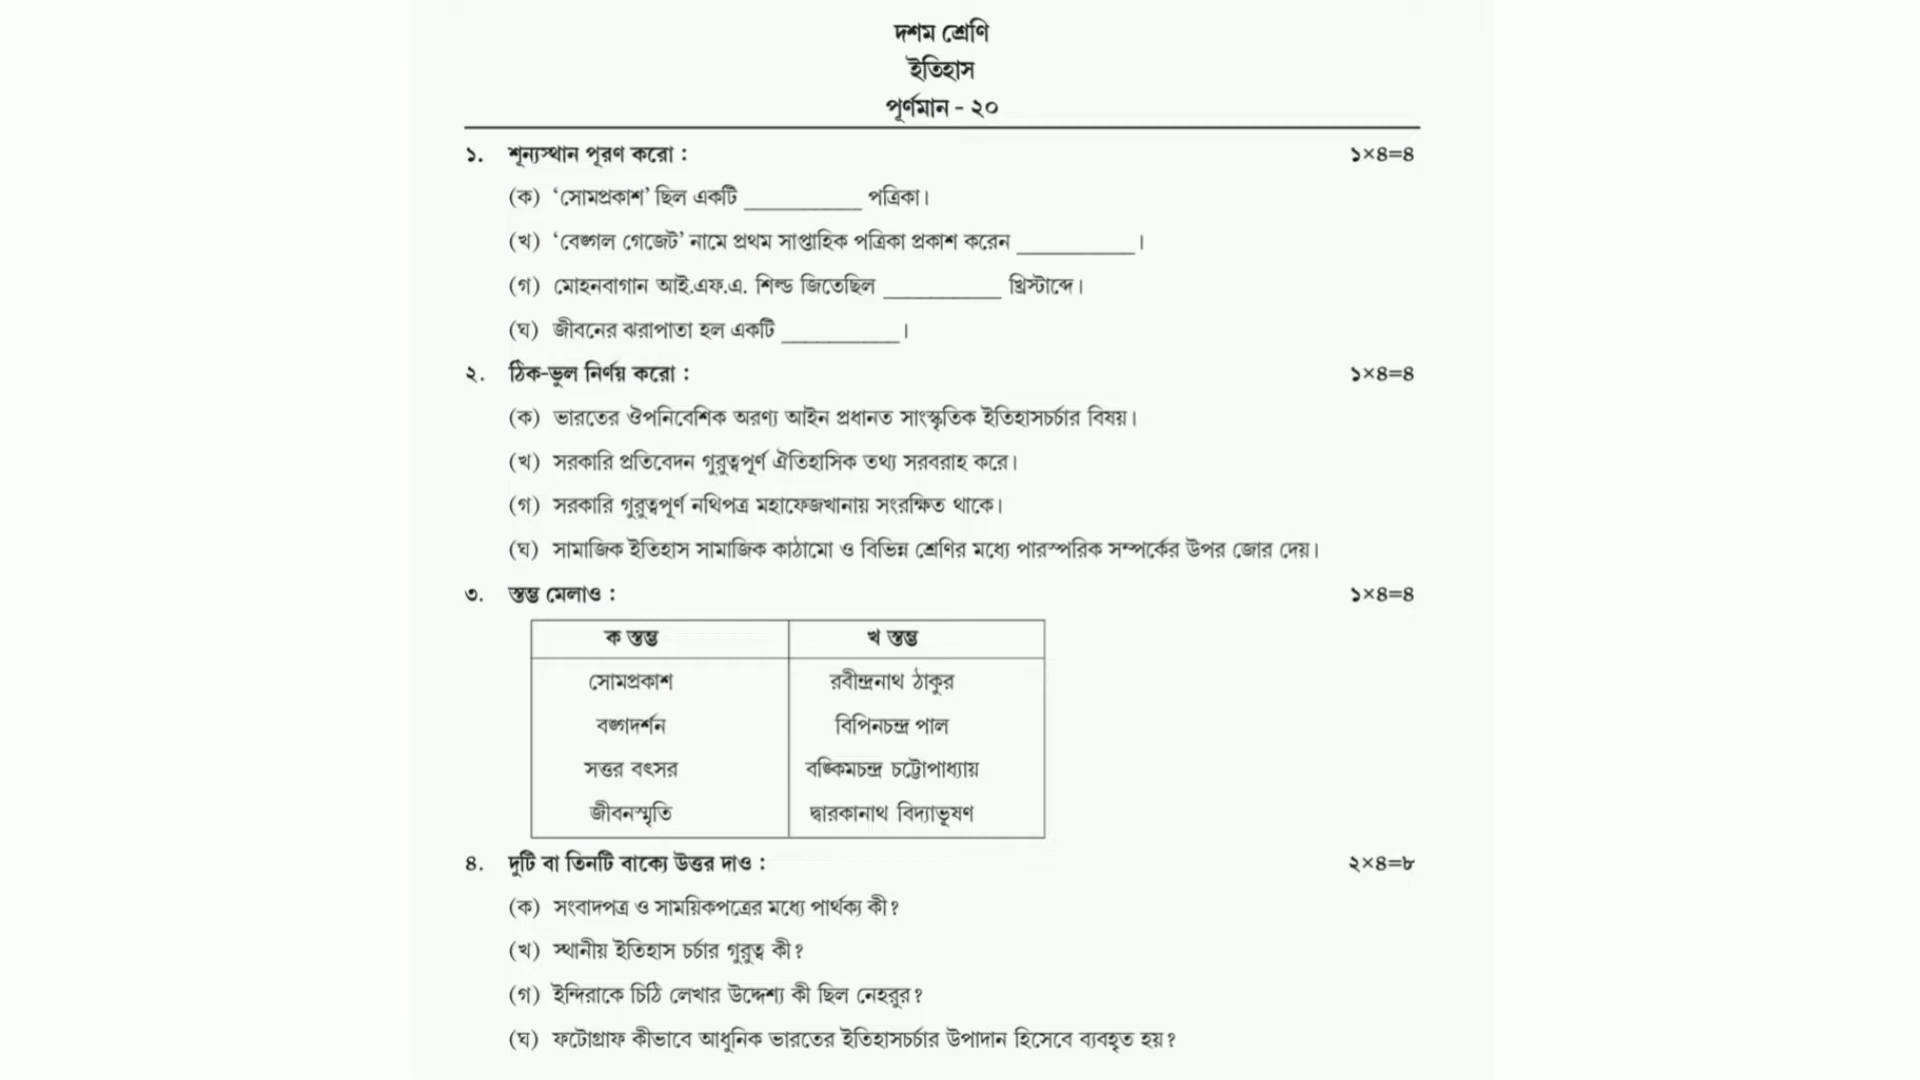 দশম শ্রেণি
ইতিহাস
পূর্ণমান - ২০
১. শূন্যস্থান পূরণ করো : ১×৪=৪
(ক) ‘সোমপ্রকাশ’ ছিল একটি __________ পত্রিকা।
(খ) ‘বেঙ্গল গেজেট’ নামে প্রথম সাপ্তাহিক পত্রিকা প্রকাশ করেন __________।
(গ) মোহনবাগান আই.এফ.এ. শিল্ড জিতেছিল __________ খ্রিস্টাব্দে।
(ঘ) জীবনের ঝরাপাতা হল একটি __________।
২. ঠিক-ভুল নির্ণয় করো : ১×৪=৪
(ক) ভারতের ঔপনিবেশিক অরণ্য আইন প্রধানত সাংস্কৃতিক ইতিহাসচর্চার বিষয়।
(খ) সরকারি প্রতিবেদন গুরুত্বপূর্ণ ঐতিহাসিক তথ্য সরবরাহ করে।
(গ) সরকারি গুরুত্বপূর্ণ নথিপত্র মহাফেজখানায় সংরক্ষিত থাকে।
(ঘ) সামাজিক ইতিহাস সামাজিক কাঠামো ও বিভিন্ন শ্রেণির মধ্যে পারস্পরিক সম্পর্কের উপর জোর দেয়।
৩. স্তম্ভ মেলাও : ১×৪=৪
ক স্তম্ভ খ স্তম্ভ
সোমপ্রকাশ রবীন্দ্রনাথ ঠাকুর
বঙ্গদর্শন বিপিনচন্দ্র পাল
সত্তর বৎসর বঙ্কিমচন্দ্র চট্টোপাধ্যায়
জীবনস্মৃতি দ্বারকানাথ বিদ্যাভূষণ
৪. দুটি বা তিনটি বাক্যে উত্তর দাও : ২×৪=৮
(ক) সংবাদপত্র ও সাময়িকপত্রের মধ্যে পার্থক্য কী?
(খ) স্থানীয় ইতিহাস চর্চার গুরুত্ব কী?
(গ) ইন্দিরাকে চিঠি লেখার উদ্দেশ্য কী ছিল নেহরুর?
(ঘ) ফটোগ্রাফ কীভাবে আধুনিক ভারতের ইতিহাসচর্চার উপাদান হিসেবে ব্যবহৃত হয়?